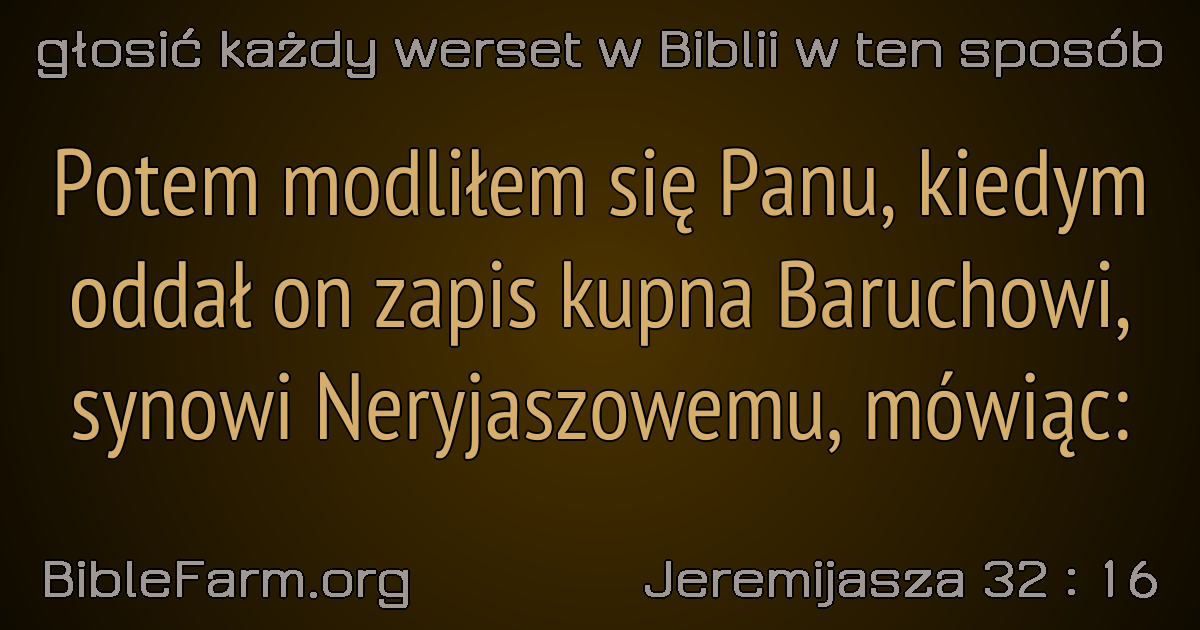 głosić każdy werset w Biblii w ten sposób
Potem modliłem się Panu, kiedym
oddał on zapis kupna Baruchowi,
synowi Neryjaszowemu, mówiąc:
BibleFarm.org
Jeremijasza 32 : 16